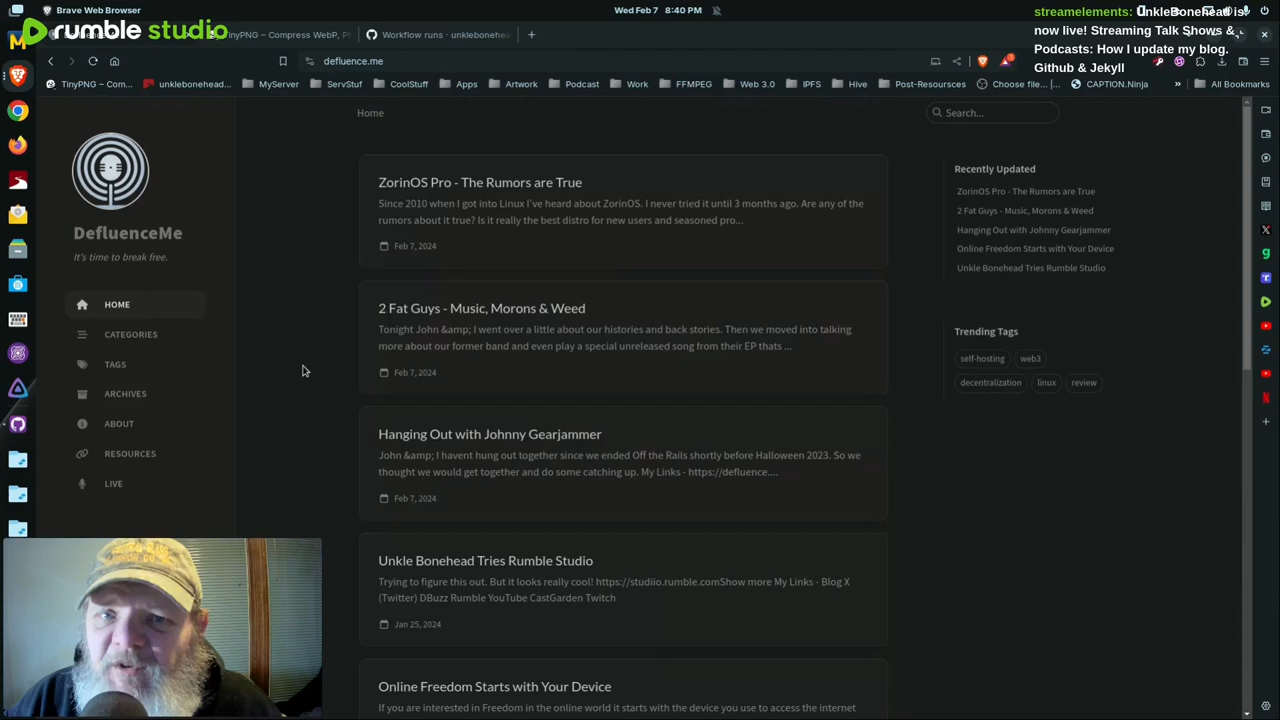 Brave Web Browser
Wed Feb 7 8:40 PM
streamelements: UnkleBonehead is
now live! Streaming Talk Shows &
Podcasts: How I update my blog.
Github & Jekyll
rumble studio
TinyPNG – Compress WebP, P
Workflow runs · unklebonehea
defluence.me
TinyPNG – Compress...
unklebonehead...
MyServer
ServStuf
CoolStuff
Apps
Artwork
Podcast
Work
FFMPEG
Web 3.0
IPFS
Hive
Post-Resourses
Choose file... |...
CAPTION.Ninja
All Bookmarks
Home
Search...
DefluenceMe
It's time to break free.
HOME
CATEGORIES
TAGS
ARCHIVES
ABOUT
RESOURCES
LIVE
ZorinOS Pro - The Rumors are True
Since 2010 when I got into Linux I've heard about ZorinOS. I never tried it until 3 months ago. Are any of the
rumors about it true? Is it really the best distro for new users and seasoned pro...
Feb 7, 2024
2 Fat Guys - Music, Morons & Weed
Tonight John &amp; I went over a little about our histories and back stories. Then we moved into talking
more about our former band and even play a special unreleased song from their EP thats ...
Feb 7, 2024
Hanging Out with Johnny Gearjammer
John &amp; I havent hung out together since we ended Off the Rails shortly before Halloween 2023. So we
thought we would get together and do some catching up. My Links - https://defluence....
Feb 7, 2024
Unkle Bonehead Tries Rumble Studio
Trying to figure this out. But it looks really cool! https://studiio.rumble.comShow more My Links - Blog X
(Twitter) DBuzz Rumble YouTube CastGarden Twitch
Jan 25, 2024
Online Freedom Starts with Your Device
If you are interested in Freedom in the online world it starts with the device you use to access the internet
Recently Updated
ZorinOS Pro - The Rumors are True
2 Fat Guys - Music, Morons & Weed
Hanging Out with Johnny Gearjammer
Online Freedom Starts with Your Device
Unkle Bonehead Tries Rumble Studio
Trending Tags
self-hosting
web3
decentralization
linux
review